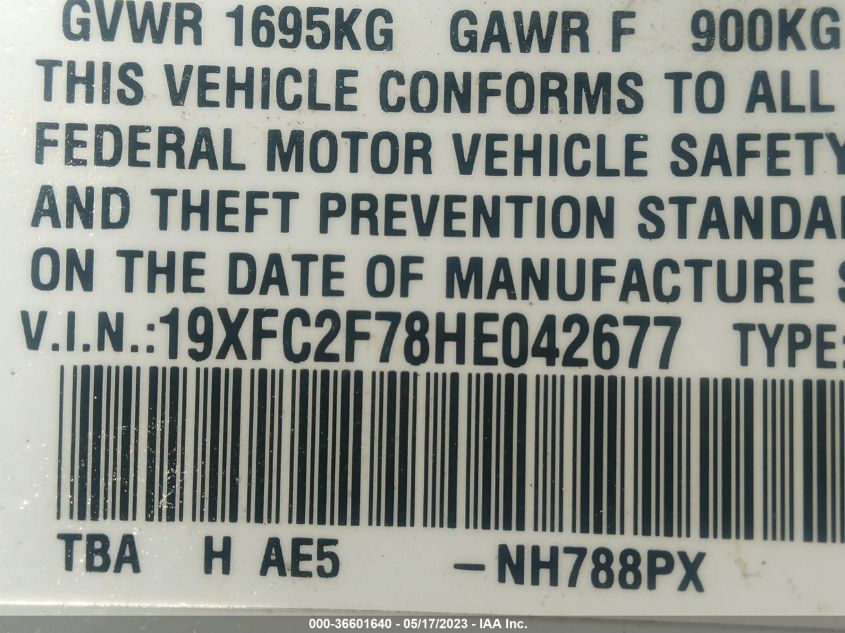 GVWR 1695KG GAWR F 900KG
THIS VEHICLE CONFORMS TO ALL
FEDERAL MOTOR VEHICLE SAFETY
AND THEFT PREVENTION STANDA
ON THE DATE OF MANUFACTURE S
V.I.N.:19XFC2F78HE042677 TYPE:
TBA H AE5 -NH788PX
000-36601640 - 05/17/2023 - IAA Inc.